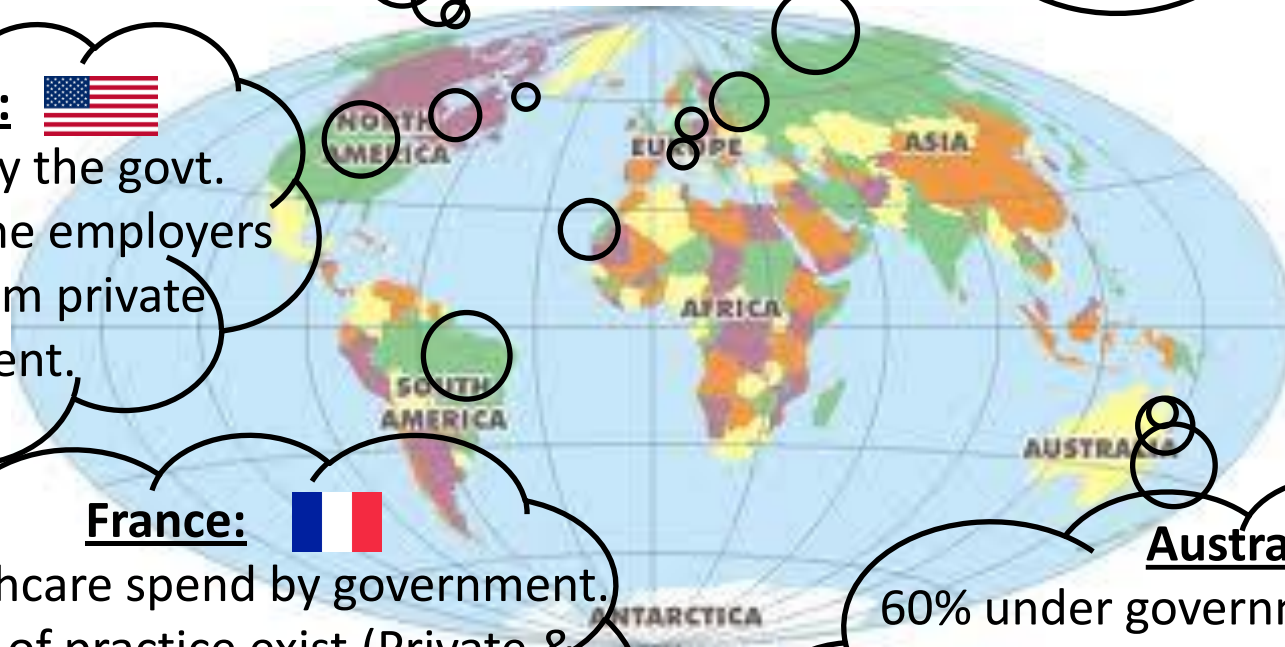 :
y the govt.
ne employers
m private
ent.
NORTH
AMERICA
EUROPE
ASIA
AFRICA
SOUTH
AMERICA
AUSTRALIA
ANTARCTICA
France:
hcare spend by government.
of practice exist (Private &
Austra
60% under governm